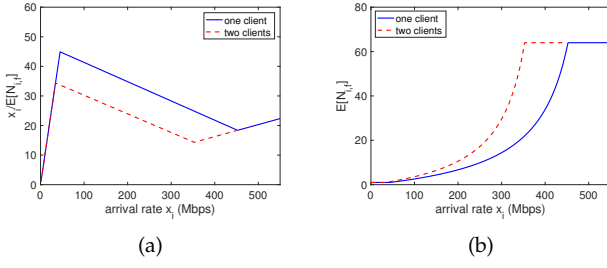 one client
two clients
x_i/E[N_{i,f}]
60
50
40
30
20
10
0
0 100 200 300 400 500
arrival rate x_i (Mbps)
(a)
one client
two clients
E[N_{i,f}]
80
60
40
20
0
0 100 200 300 400 500
arrival rate x_i (Mbps)
(b)